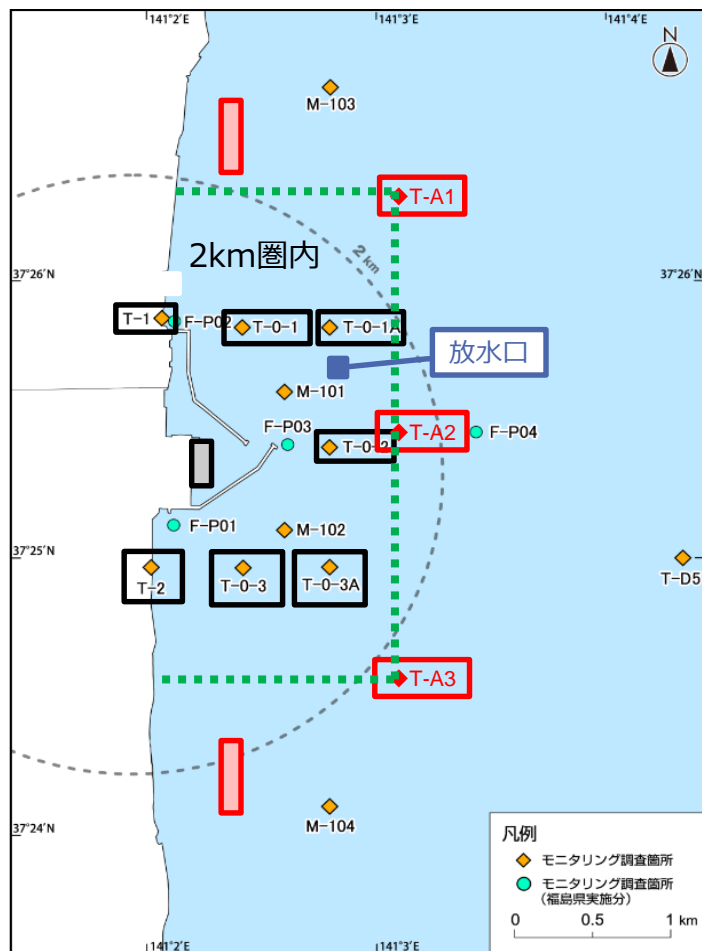 141°2′E
141°3′E
141°4′E
N
M-103
T-A1
2km圏内
2 km
37°26′N
37°26′N
T-1
F-P02
T-0-1
T-0-1A
放水口
M-101
F-P03
T-A2
F-P04
T-0-2
F-P01
M-102
37°25′N
T-2
T-0-3
T-0-3A
T-D5
T-A3
37°24′N
M-104
凡例
モニタリング調査箇所
モニタリング調査箇所
(福島県実施分)
0 0.5 1 km
141°2′E
141°3′E